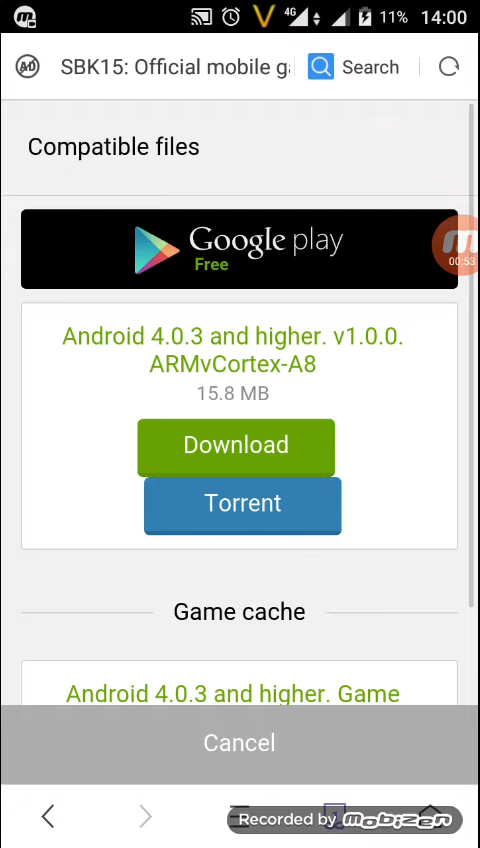 4G 11% 14:00
AD SBK15: Official mobile g Search
Compatible files
Google play
Free
00:53
Android 4.0.3 and higher. v1.0.0.
ARMvCortex-A8
15.8 MB
Download
Torrent
Game cache
Android 4.0.3 and higher. Game
Cancel
Recorded by MOBIZEN